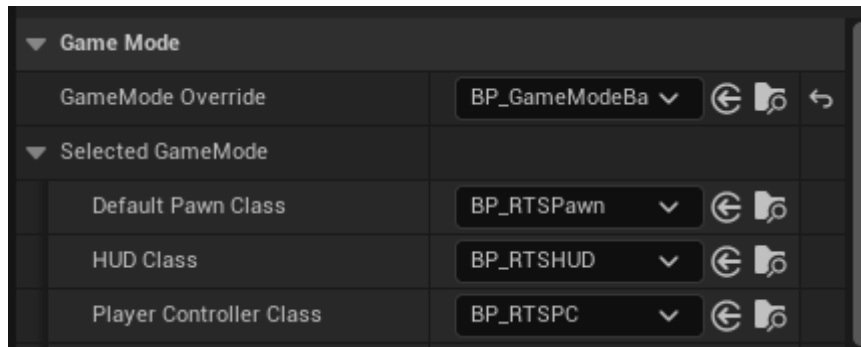 Game Mode
GameMode Override BP_GameModeBa
Selected GameMode
Default Pawn Class BP_RTSPawn
HUD Class BP_RTSHUD
Player Controller Class BP_RTSPC